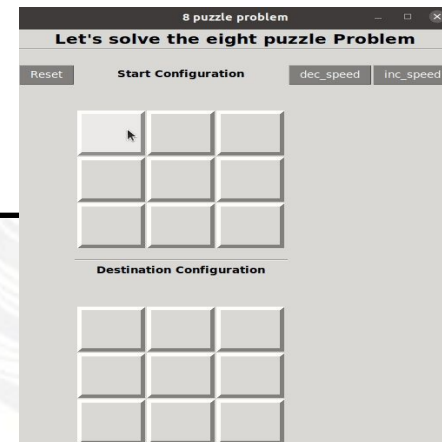 8 puzzle problem
Let's solve the eight puzzle Problem
Reset Start Configuration dec_speed inc_speed
Destination Configuration